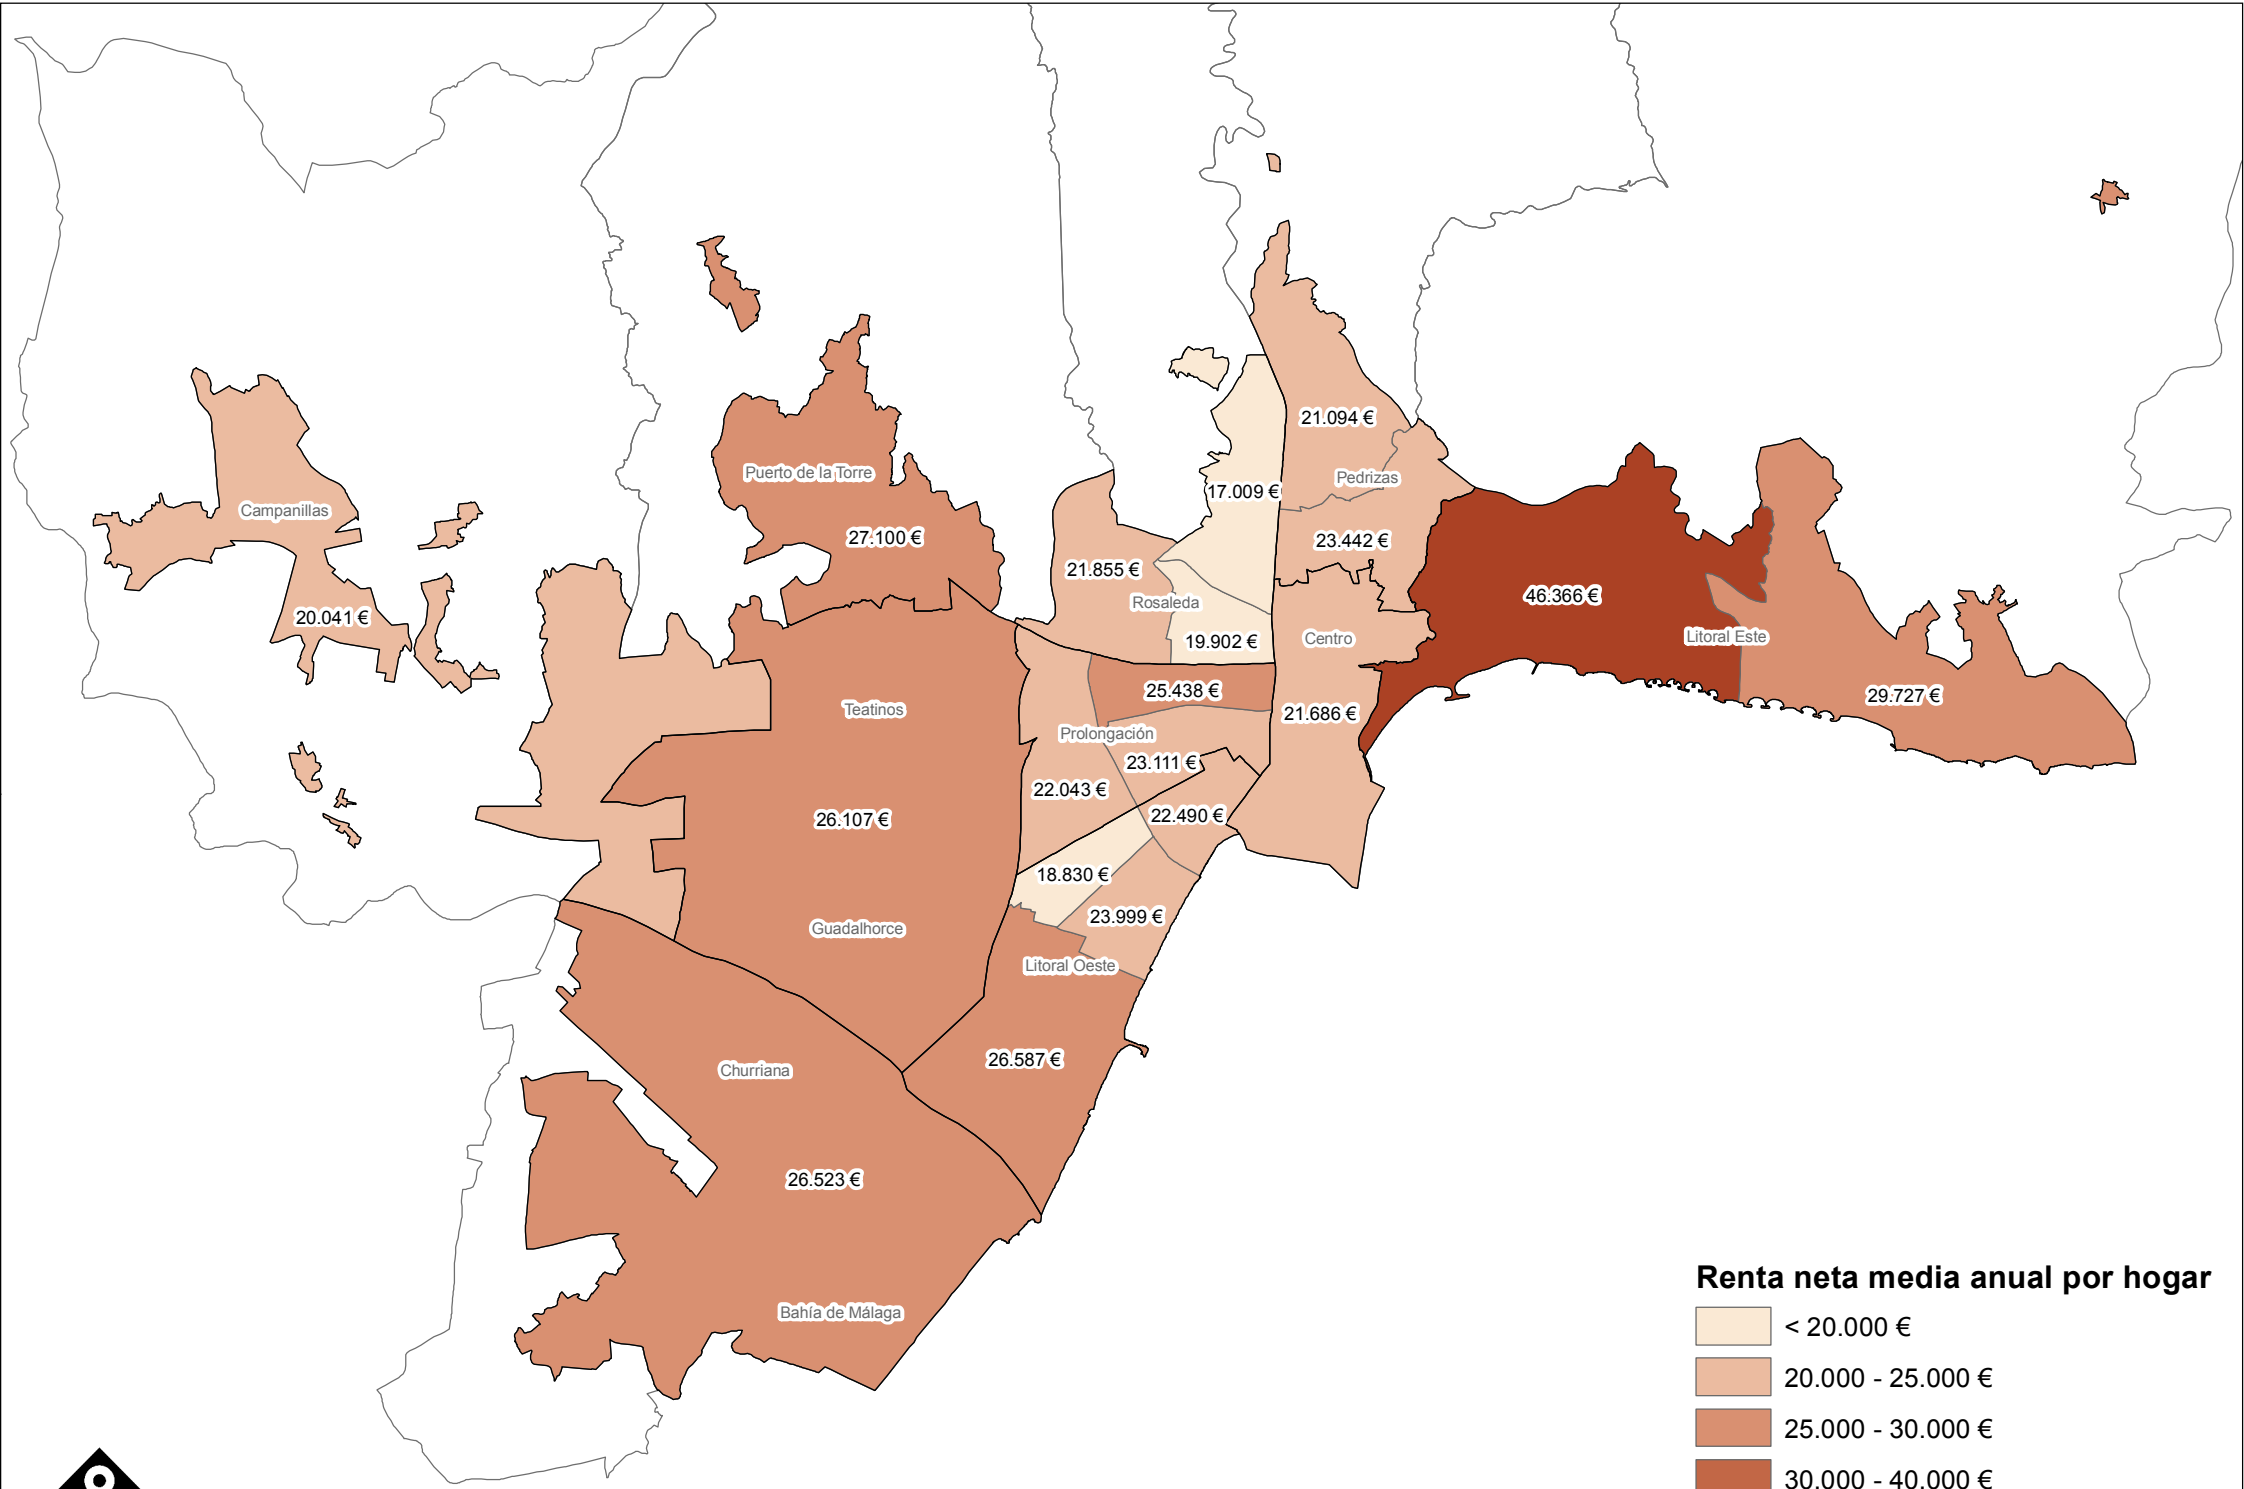 21.094 €
Puerto de la Torre
Pedrizas
17.009 €
Campanillas
27.100 €
23.442 €
21.855 €
46.366 €
Rosaleda
20.041 €
19.902 €
Centro
Litoral Este
25.438 €
29.727 €
Teatinos
21.686 €
Prolongación
23.111 €
22.043 €
26.107 €
22.490 €
18.830 €
23.999 €
Guadalhorce
Litoral Oeste
26.587 €
Churriana
26.523 €
Bahía de Málaga
Renta neta media anual por hogar
< 20.000 €
20.000 - 25.000 €
25.000 - 30.000 €
30.000 - 40.000 €